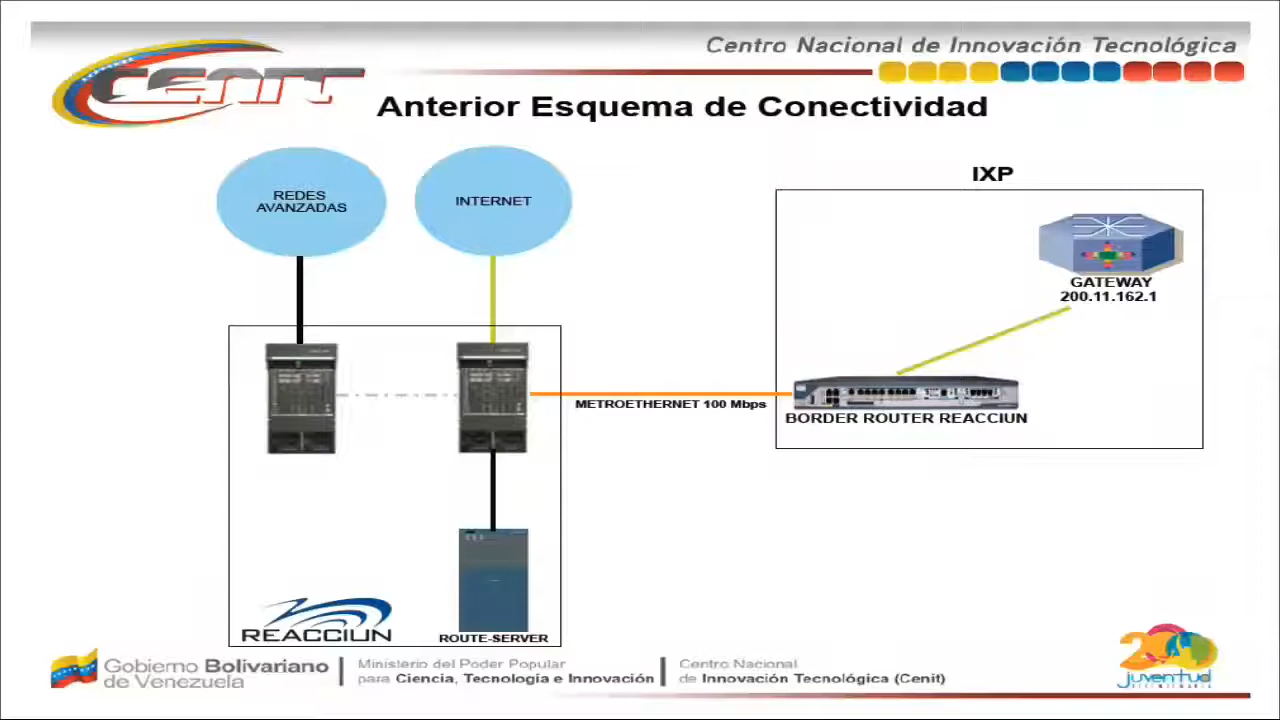 Centro Nacional de Innovación Tecnológica
CENIT
Anterior Esquema de Conectividad
IXP
REDES
AVANZADAS
INTERNET
GATEWAY
200.11.162.1
METROETHERNET 100 Mbps
BORDER ROUTER REACCIUN
REACCIUN
ROUTE-SERVER
Gobierno Bolivariano
de Venezuela
Ministerio del Poder Popular
para Ciencia, Tecnología e Innovación
Centro Nacional
de Innovación Tecnológica (Cenit)
200
juventud